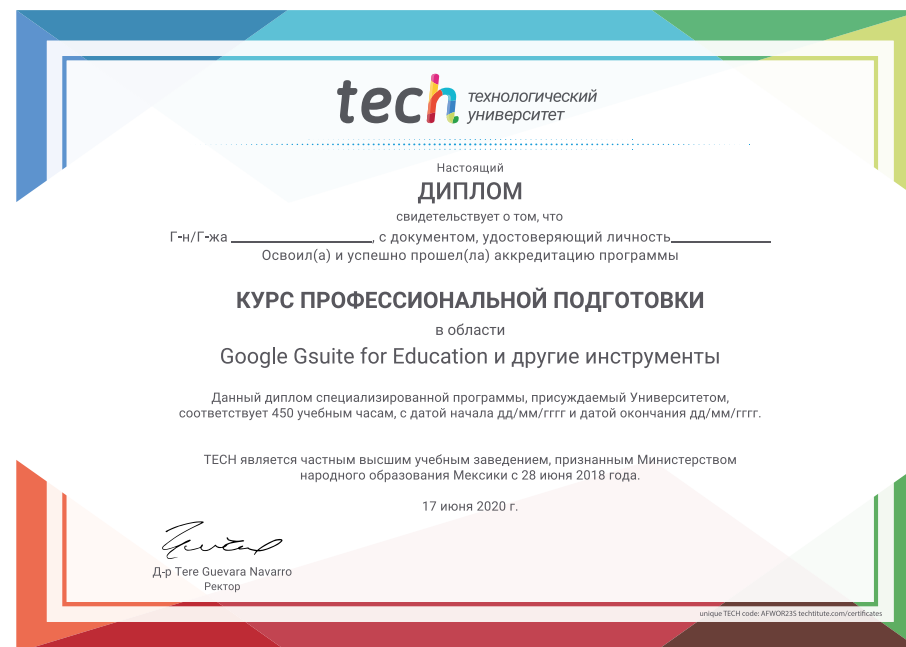 tech технологический
университет
Настоящий
ДИПЛОМ
свидетельствует о том, что
Г-н/Г-жа ____________, с документом, удостоверяющий личность____________
Освоил(а) и успешно прошел(ла) аккредитацию программы
КУРС ПРОФЕССИОНАЛЬНОЙ ПОДГОТОВКИ
в области
Google Gsuite for Education и другие инструменты
Данный диплом специализированной программы, присуждаемый Университетом,
соответствует 450 учебным часам, с датой начала дд/мм/гггг и датой окончания дд/мм/гггг.
TECH является частным высшим учебным заведением, признанным Министерством
народного образования Мексики с 28 июня 2018 года.
17 июня 2020 г.
Д-р Tere Guevara Navarro
Ректор
unique TECH code: AFWOR23S techtitute.com/certificates